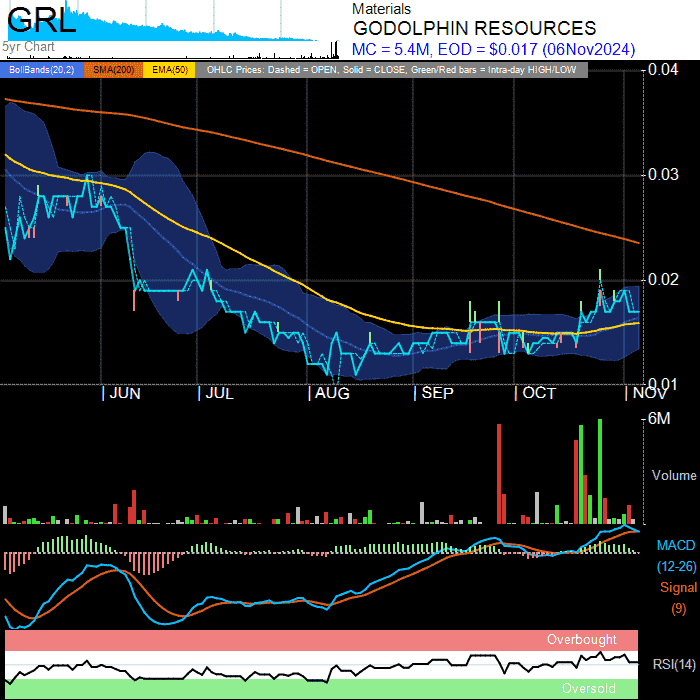 GRL
5yr Chart
Materials
GODOLPHIN RESOURCES
MC = 5.4M, EOD = $0.017 (06Nov2024)
BollBands(20,2) SMA(200) EMA(50) OHLC Prices: Dashed = OPEN, Solid = CLOSE, Green/Red bars = Intra-day HIGH/LOW
0.04
0.03
0.02
0.01
JUN JUL AUG SEP OCT NOV
6M
Volume
MACD
(12-26)
Signal
(9)
Overbought
RSI(14)
Oversold